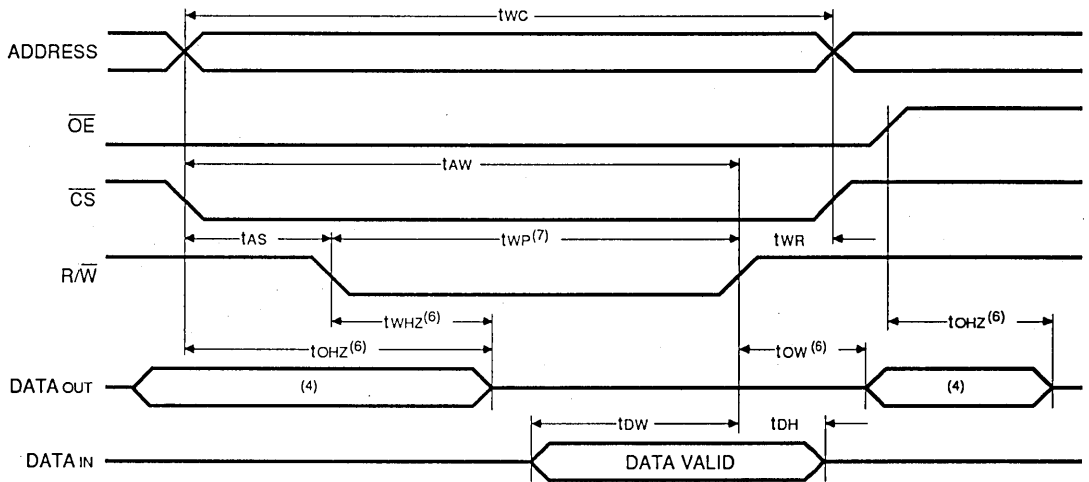 tWC
ADDRESS
OE
tAW
CS
tAS tWP(7) tWR
R/W
tWHZ(6) tOHZ(6)
tOHZ(6) tOW(6)
DATA OUT (4) (4)
tDW tDH
DATA IN DATA VALID